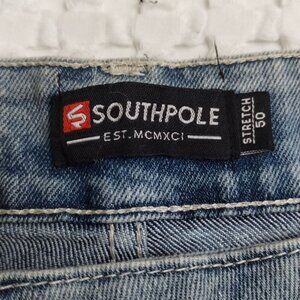 SOUTHPOLE
EST. MCMXCI
STRETCH
50